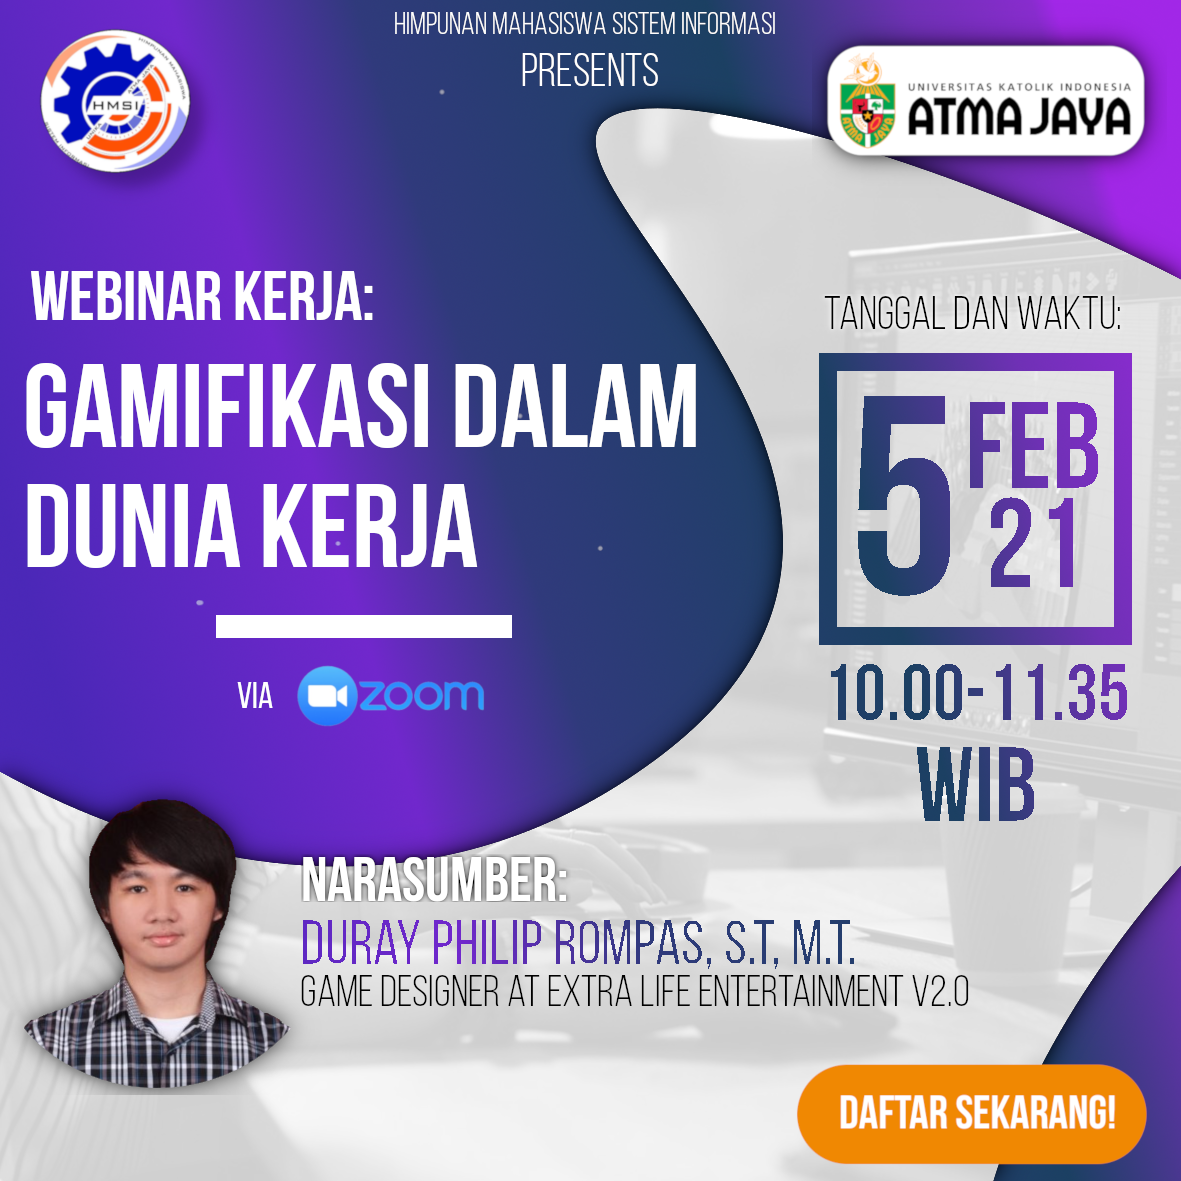 HIMPUNAN MAHASISWA SISTEM INFORMASI
PRESENTS
HMSI
UNIVERSITAS KATOLIK INDONESIA
ATMA JAYA
WEBINAR KERJA:
GAMIFIKASI DALAM
DUNIA KERJA
VIA zoom
TANGGAL DAN WAKTU:
5 FEB
21
10.00-11.35
WIB
NARASUMBER:
DURAY PHILIP ROMPAS, S.T, M.T.
GAME DESIGNER AT EXTRA LIFE ENTERTAINMENT V2.0
DAFTAR SEKARANG!